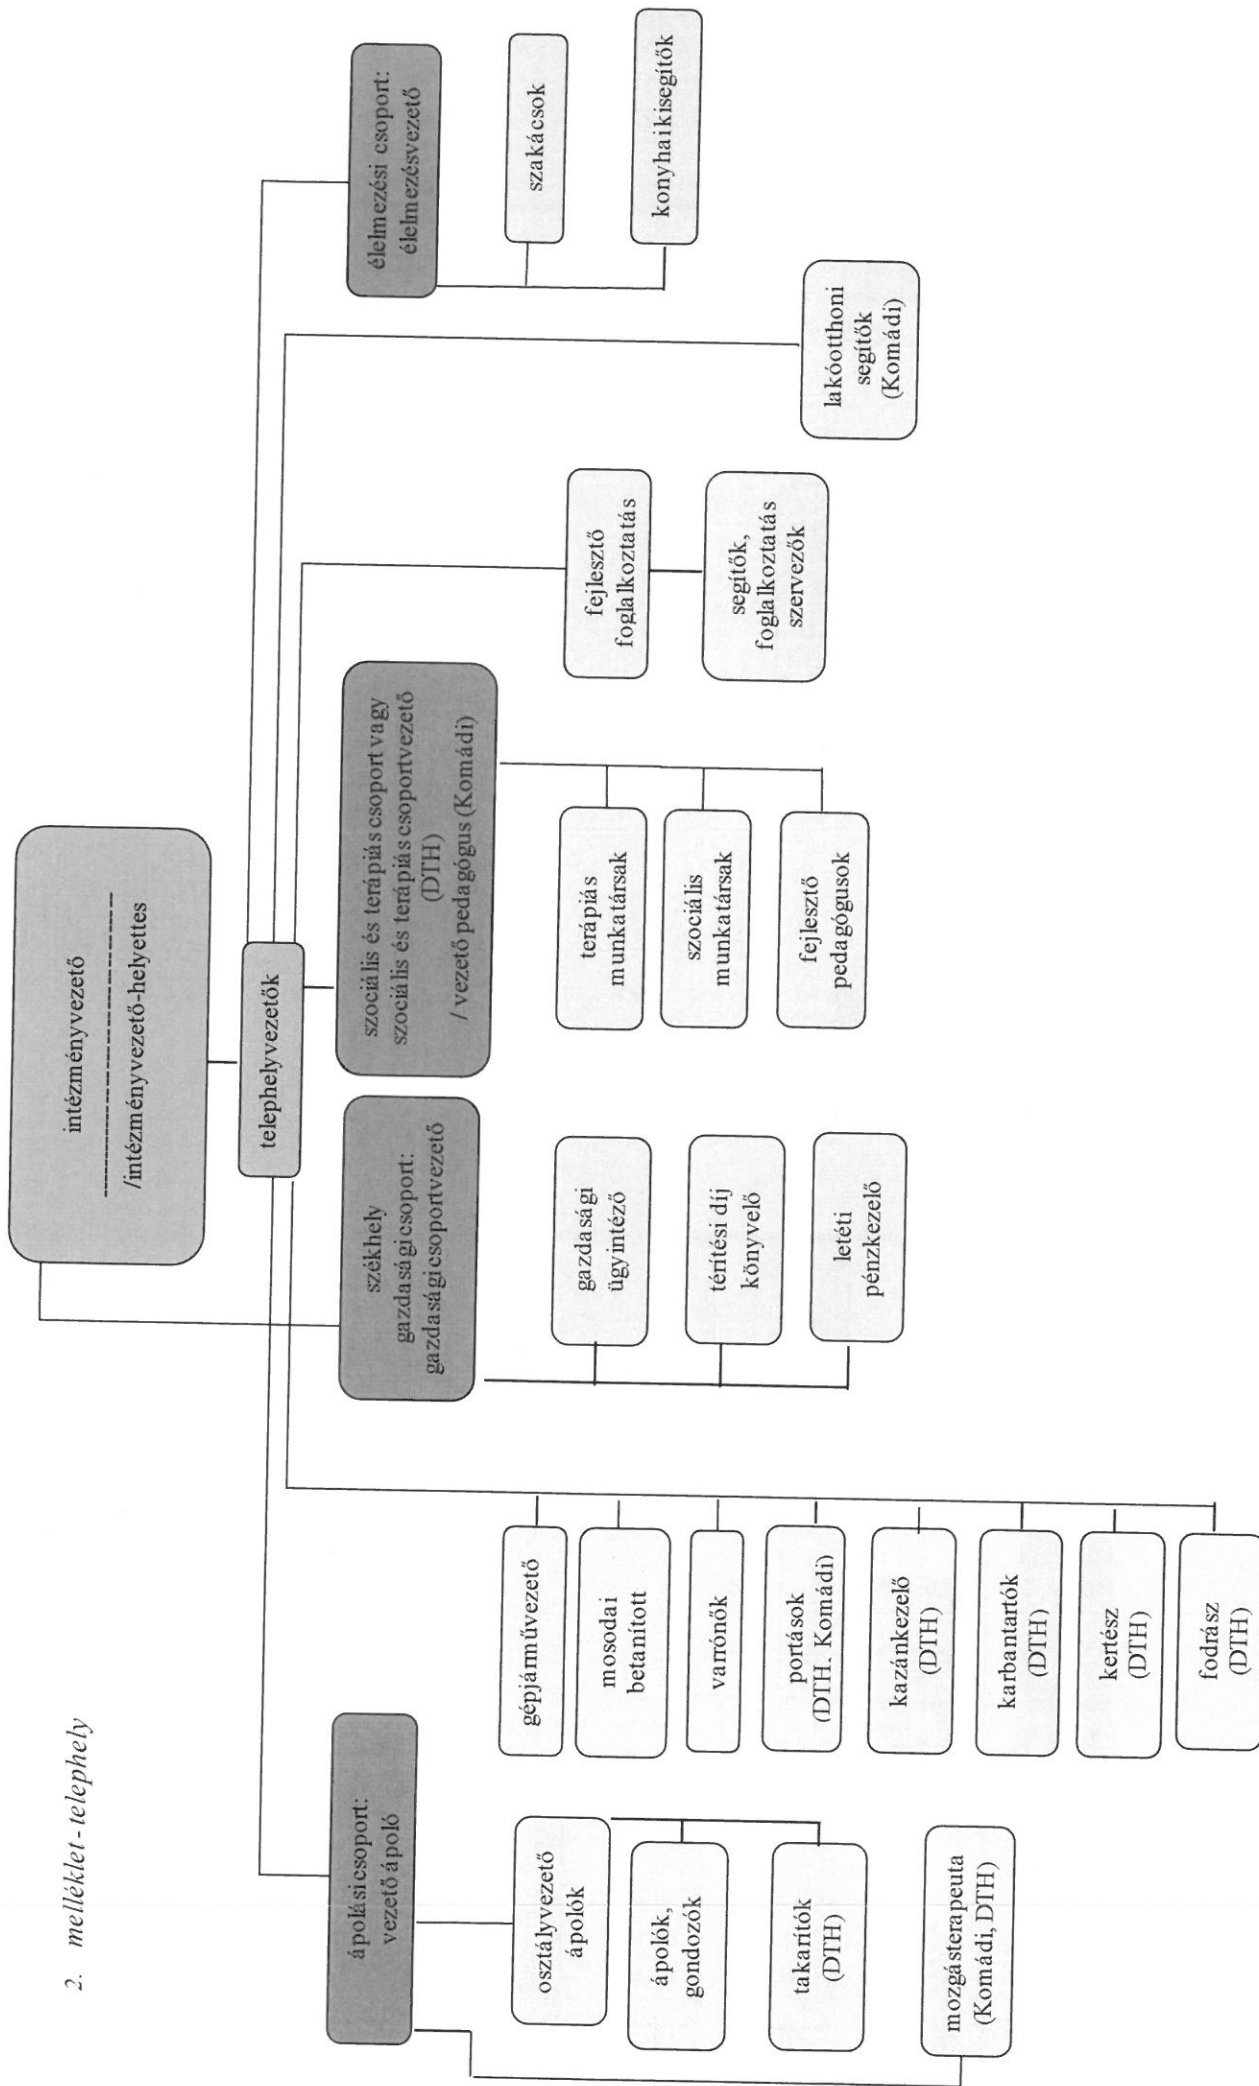 2. melléklet - telephely
intézményvezető
------------------------------
/intézményvezető-helyettes
telephelyvezetők
ápolási csoport:
vezető ápoló
osztályvezető
ápolók
ápolók,
gondozók
takarítók
(DTH)
mozgásterapeuta
(Komádi, DTH)
gépjárművezető
mosodai
betanított
varrónők
portások
(DTH. Komádi)
kazánkezelő
(DTH)
karbantartók
(DTH)
kertész
(DTH)
fodrász
(DTH)
székhely
gazdasági csoport:
gazdasági csoportvezető
gazdasági
ügyintéző
térítési díj
könyvelő
letéti
pénzkezelő
szociális és terápiás csoport vagy
szociális és terápiás csoportvezető
(DTH)
/ vezető pedagógus (Komádi)
terápiás
munkatársak
szociális
munkatársak
fejlesztő
pedagógusok
fejlesztő
foglalkoztatás
segítők,
foglalkoztatás
szervezők
lakóotthoni
segítők
(Komádi)
élelmezési csoport:
élelmezésvezető
szakácsok
konyhai kisegítők